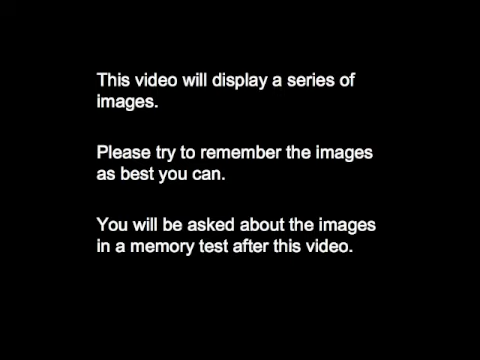 This video will display a series of
images.
Please try to remember the images
as best you can.
You will be asked about the images
in a memory test after this video.